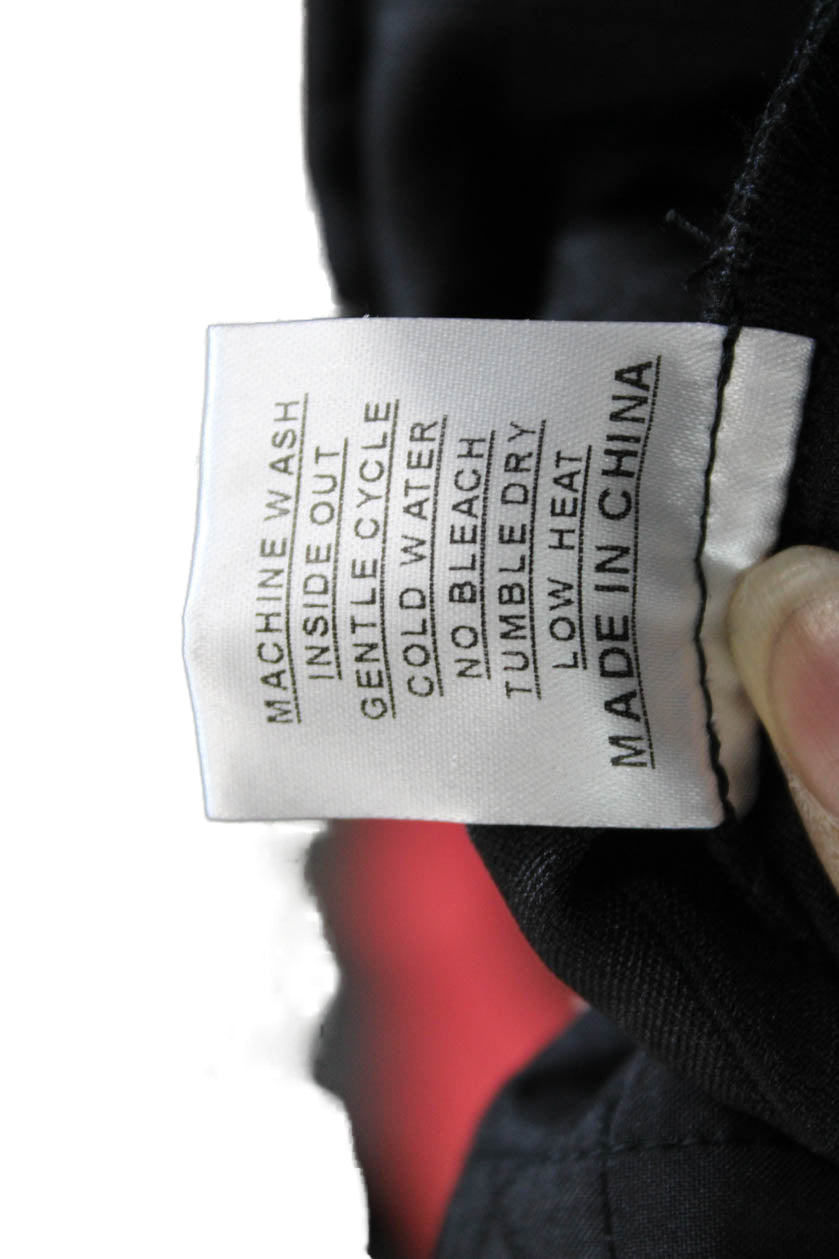 MACHINE WASH
INSIDE OUT
GENTLE CYCLE
COLD WATER
NO BLEACH
TUMBLE DRY
LOW HEAT
MADE IN CHINA